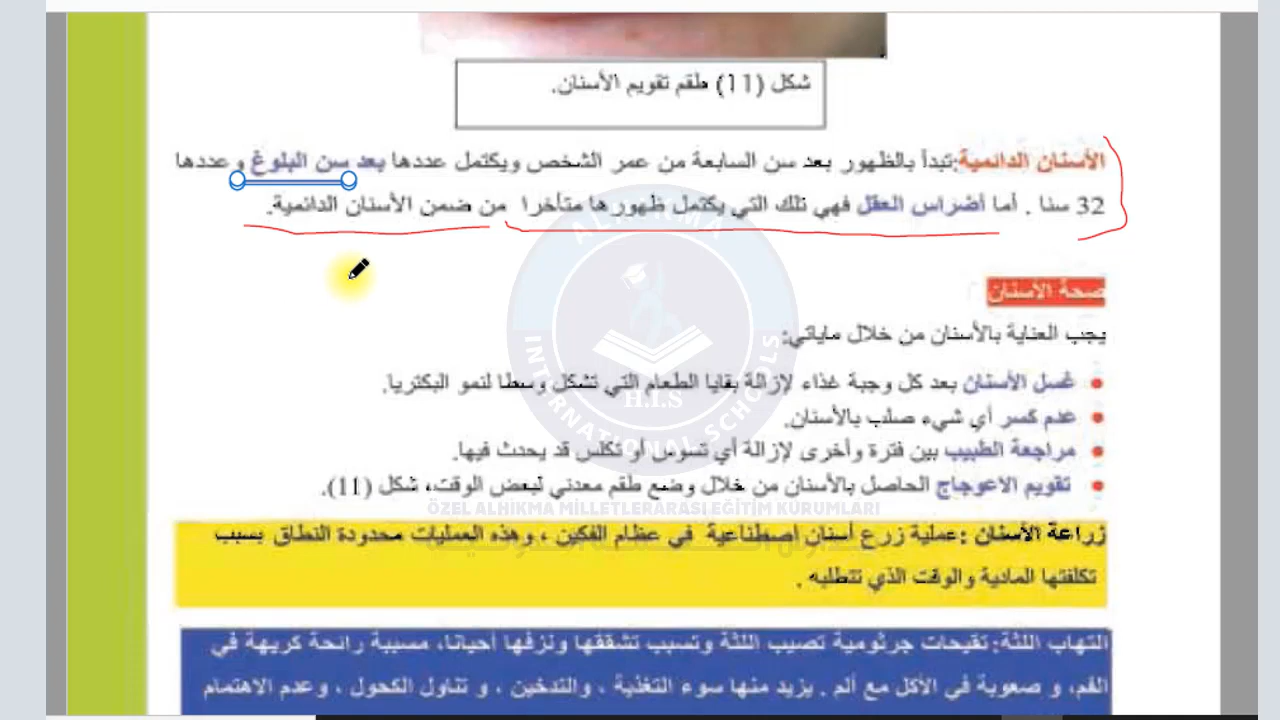 شكل (11) طقم تقويم الأسنان.
الأسنان الدائمية:تبدأ بالظهور بعد سن السابعة من عمر الشخص ويكتمل عددها بعد سن البلوغ وعددها
32 سنا . أما أضراس العقل فهي تلك التي يكتمل ظهورها متأخرا من ضمن الأسنان الدائمية.
صحة الأسنان
يجب العناية بالأسنان من خلال ماياتي:
• غسل الأسنان بعد كل وجبة غذاء لإزالة بقايا الطعام التي تشكل وسطا لنمو البكتريا.
• عدم كسر أي شيء صلب بالأسنان.
• مراجعة الطبيب بين فترة وأخرى لإزالة أي تسوس أو تكلس قد يحدث فيها.
• تقويم الاعوجاج الحاصل بالأسنان من خلال وضع طقم معدني لبعض الوقت، شكل (11).
زراعة الأسنان :عملية زرع أسنان أصطناعية في عظام الفكين ، وهذه العمليات محدودة النطاق بسبب
تكلفتها المادية والوقت الذي تتطلبه .
التهاب اللثة:تقيحات جرثومية تصيب اللثة وتسبب تشققها ونزفها أحيانا، مسببة رائحة كريهة في
الفم، و صعوبة في الأكل مع ألم . يزيد منها سوء التغذية ، والتدخين ، و تناول الكحول ، وعدم الاهتمام
ALHIKMA
INTERNATIONAL SCHOOLS
H.I.S
ÖZEL ALHIKMA MİLLETLERARASI EĞİTİM KURUMLARI